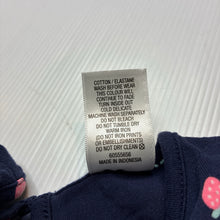 COTTON / ELASTANE
WASH BEFORE WEAR
THIS COLOUR WILL
CONTINUE TO FADE
TURN INSIDE OUT
COLD DELICATE
MACHINE WASH SEPARATELY
DO NOT BLEACH
DO NOT TUMBLE DRY
WARM IRON
(DO NOT IRON PRINTS
OR EMBELLISHMENTS)
DO NOT DRY CLEAN
60555656
MADE IN INDONESIA